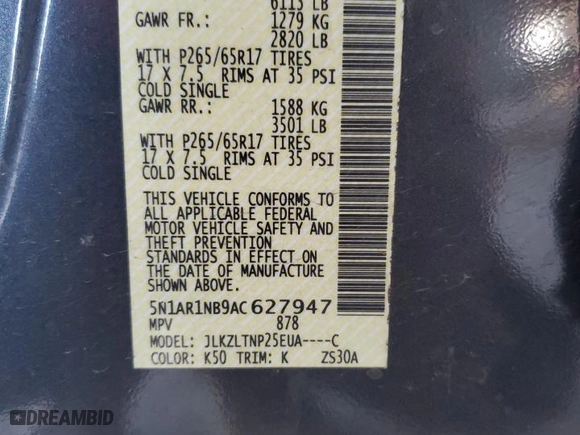 6113 LB
GAWR FR.: 1279 KG
2820 LB
WITH P265/65R17 TIRES
17 X 7.5 RIMS AT 35 PSI
COLD SINGLE
GAWR RR.: 1588 KG
3501 LB
WITH P265/65R17 TIRES
17 X 7.5 RIMS AT 35 PSI
COLD SINGLE
THIS VEHICLE CONFORMS TO
ALL APPLICABLE FEDERAL
MOTOR VEHICLE SAFETY AND
THEFT PREVENTION
STANDARDS IN EFFECT ON
THE DATE OF MANUFACTURE
SHOWN ABOVE.
5N1AR1NB9AC627947
MPV 878
MODEL: JLKZLTNP25EUA----C
COLOR: K50 TRIM: K ZS30A
DREAMBID